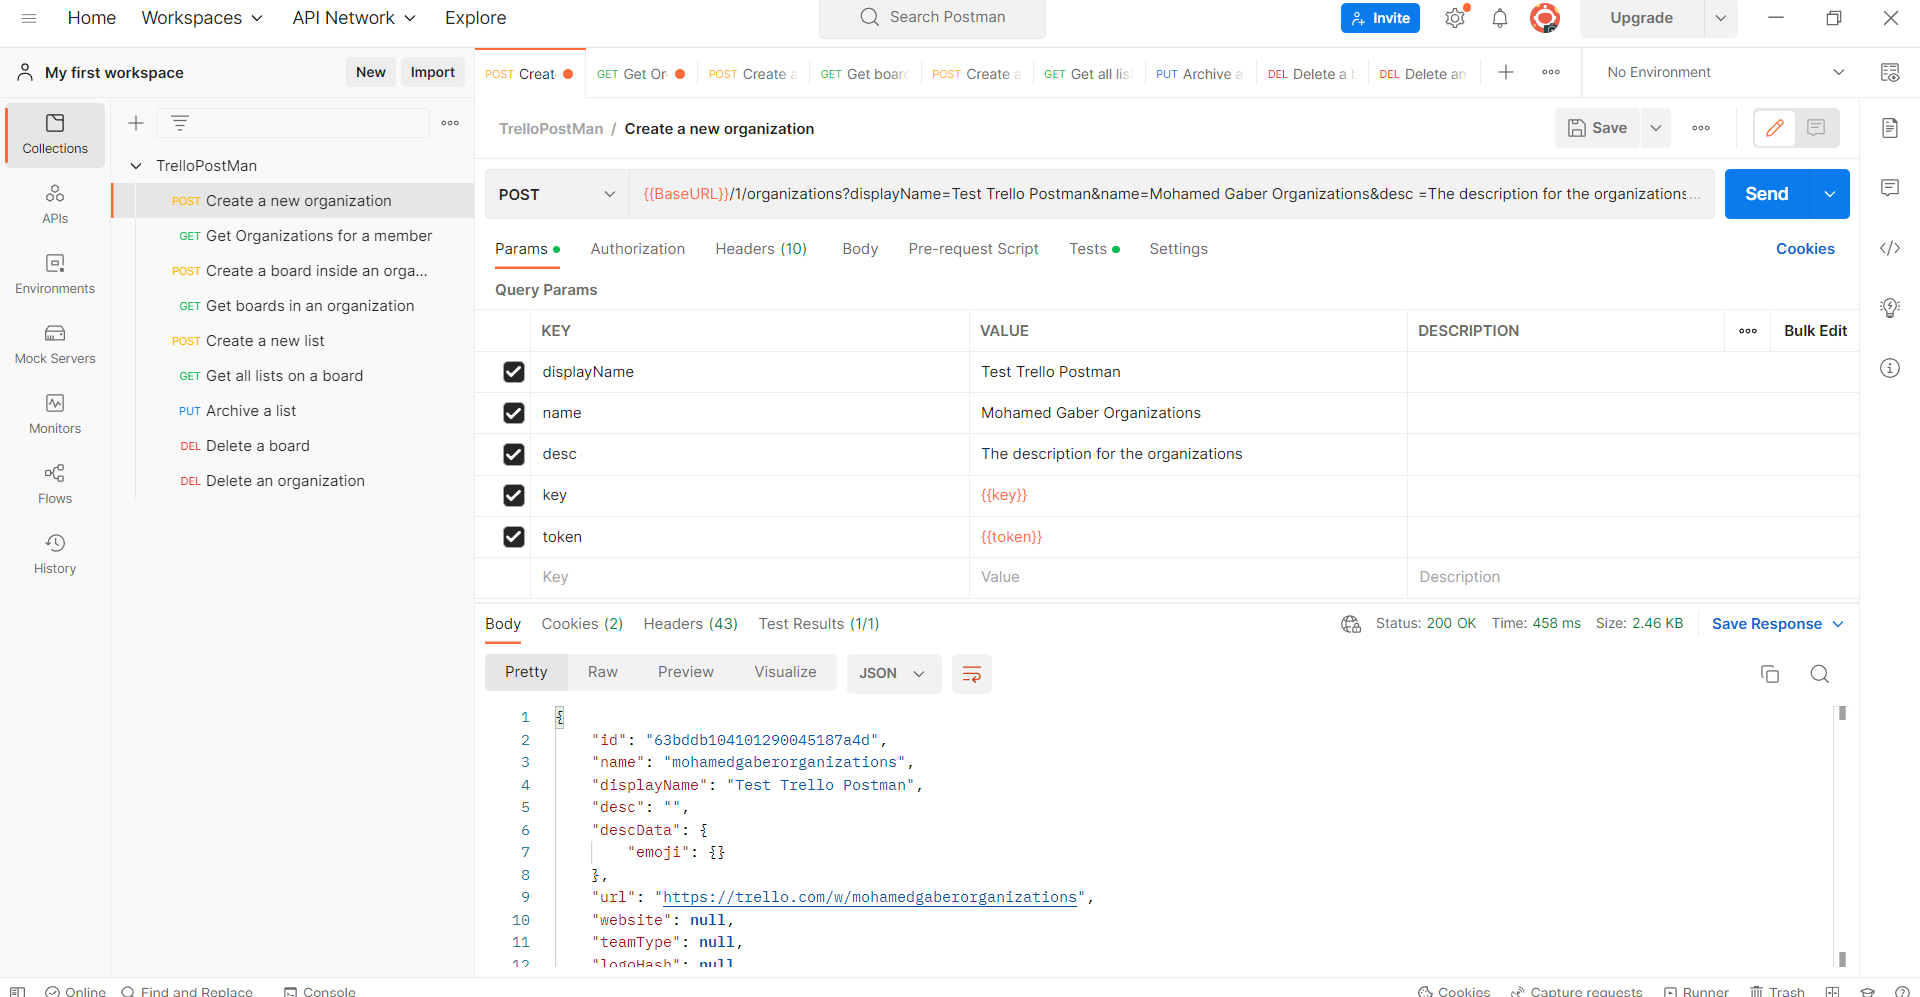 Home Workspaces API Network Explore Search Postman Invite Upgrade
My first workspace New Import
POST Creat GET Get Or POST Create a GET Get boar POST Create a GET Get all lis PUT Archive a DEL Delete a b DEL Delete an No Environment
Collections
APIs
Environments
Mock Servers
Monitors
Flows
History
TrelloPostMan
POST Create a new organization
GET Get Organizations for a member
POST Create a board inside an orga...
GET Get boards in an organization
POST Create a new list
GET Get all lists on a board
PUT Archive a list
DEL Delete a board
DEL Delete an organization
TrelloPostMan / Create a new organization Save
POST {{BaseURL}}/1/organizations?displayName=Test Trello Postman&name=Mohamed Gaber Organizations&desc =The description for the organizations ... Send
Params Authorization Headers (10) Body Pre-request Script Tests Settings Cookies
Query Params
KEY VALUE DESCRIPTION Bulk Edit
displayName Test Trello Postman
name Mohamed Gaber Organizations
desc The description for the organizations
key {{key}}
token {{token}}
Key Value Description
Body Cookies (2) Headers (43) Test Results (1/1) Status: 200 OK Time: 458 ms Size: 2.46 KB Save Response
Pretty Raw Preview Visualize JSON
1 {
2 "id": "63bddb104101290045187a4d",
3 "name": "mohamedgaberorganizations",
4 "displayName": "Test Trello Postman",
5 "desc": "",
6 "descData": {
7 "emoji": {}
8 },
9 "url": "https://trello.com/w/mohamedgaberorganizations",
10 "website": null,
11 "teamType": null,
12 "logoHash": null
Online Find and Replace Console Cookies Capture requests Runner Trash